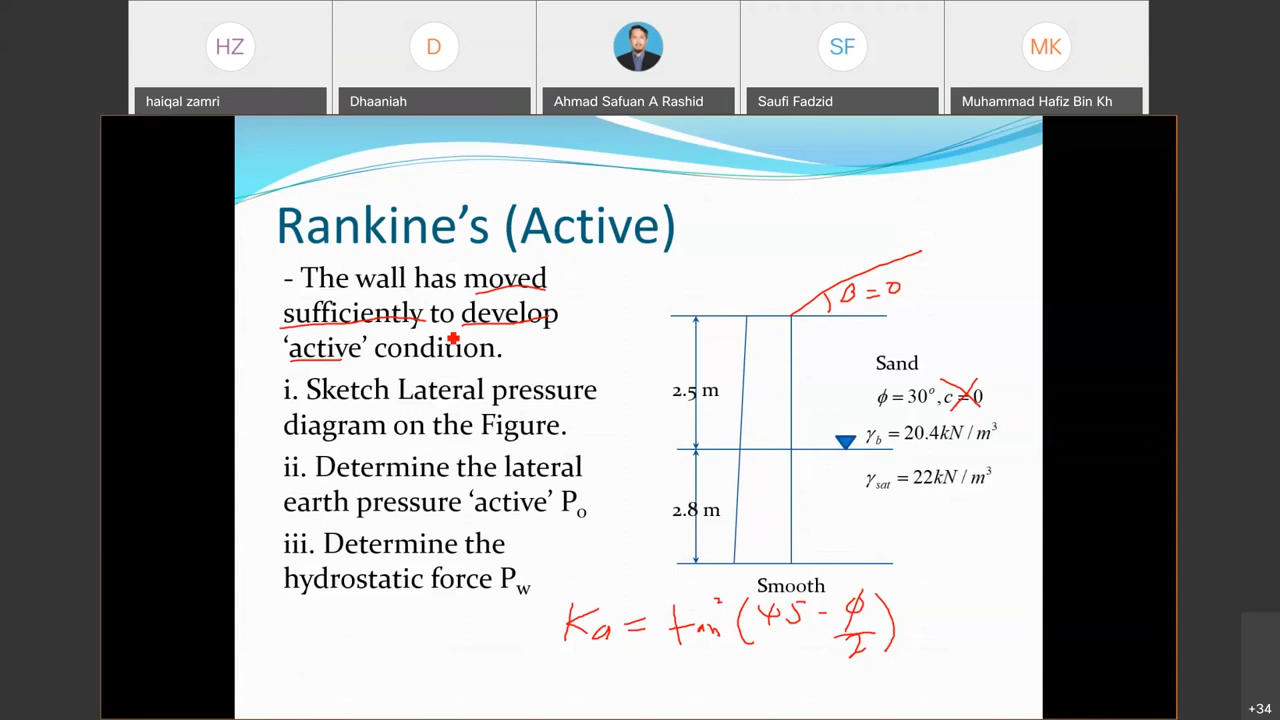 HZ
D
SF
MK
haiqal zamri
Dhaaniah
Ahmad Safuan A Rashid
Saufi Fadzid
Muhammad Hafiz Bin Kh
Rankine's (Active)
- The wall has moved
sufficiently to develop
'active' condition.
i. Sketch Lateral pressure
diagram on the Figure.
ii. Determine the lateral
earth pressure 'active' Po
iii. Determine the
hydrostatic force Pw
β = 0
2.5 m
Sand
ϕ = 30°, c = 0
γb = 20.4kN / m³
γsat = 22kN / m³
2.8 m
Smooth
Ka = tan² (45 - ϕ/2)
+34